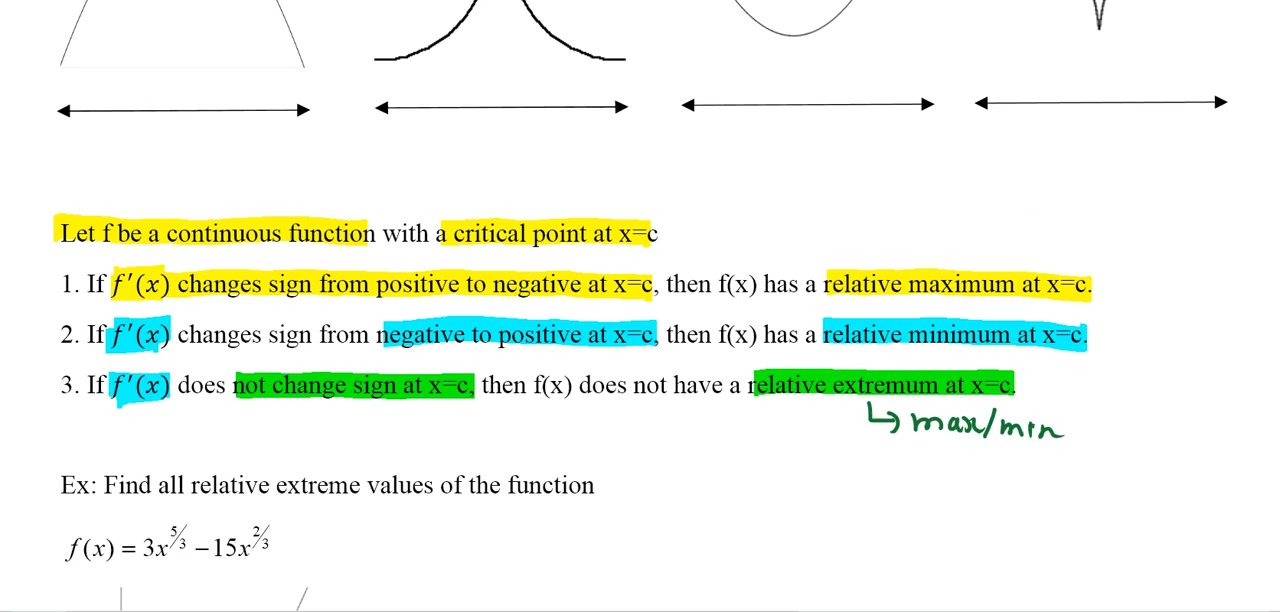 Let f be a continuous function with a critical point at x=c
1. If f′(x) changes sign from positive to negative at x=c, then f(x) has a relative maximum at x=c.
2. If f′(x) changes sign from negative to positive at x=c, then f(x) has a relative minimum at x=c.
3. If f′(x) does not change sign at x=c, then f(x) does not have a relative extremum at x=c.
↳ max/min
Ex: Find all relative extreme values of the function
f(x) = 3x^{5/3} − 15x^{2/3}